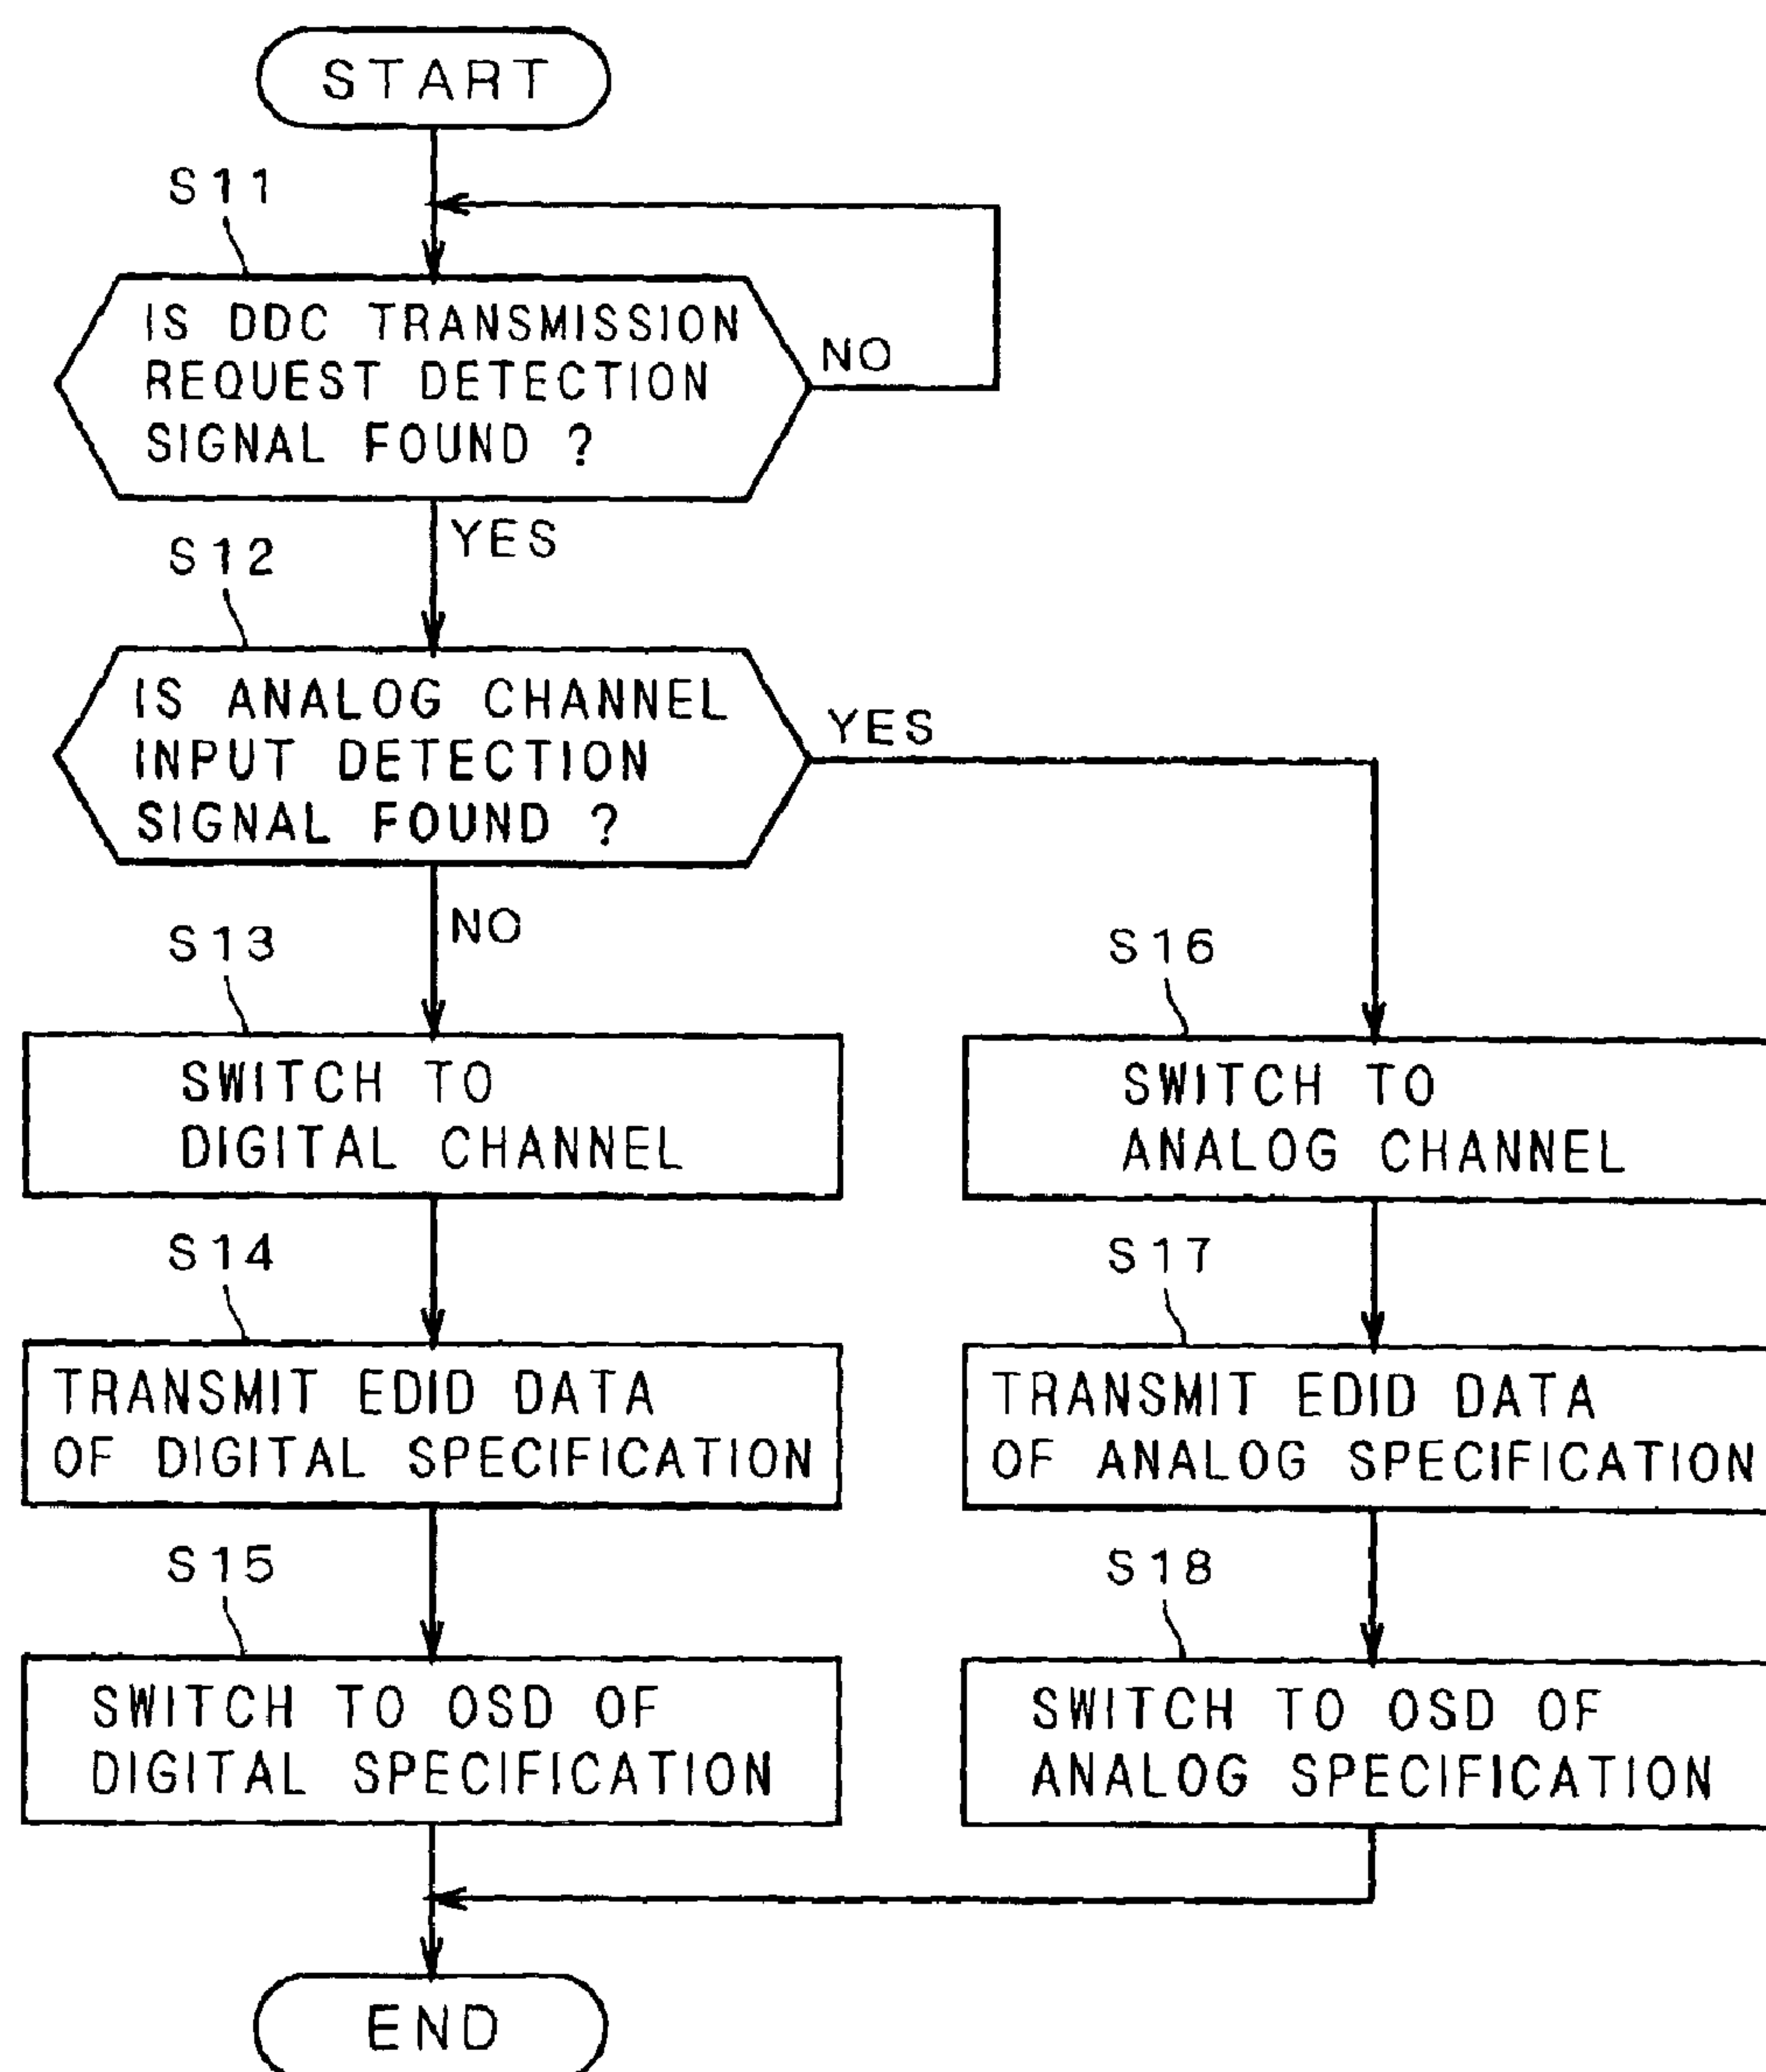 START
S11
IS DDC TRANSMISSION
REQUEST DETECTION
SIGNAL FOUND ?
NO
YES
S12
IS ANALOG CHANNEL
INPUT DETECTION
SIGNAL FOUND ?
YES
NO
S13
SWITCH TO
DIGITAL CHANNEL
S16
SWITCH TO
ANALOG CHANNEL
S14
TRANSMIT EDID DATA
OF DIGITAL SPECIFICATION
S17
TRANSMIT EDID DATA
OF ANALOG SPECIFICATION
S15
SWITCH TO OSD OF
DIGITAL SPECIFICATION
S18
SWITCH TO OSD OF
ANALOG SPECIFICATION
END